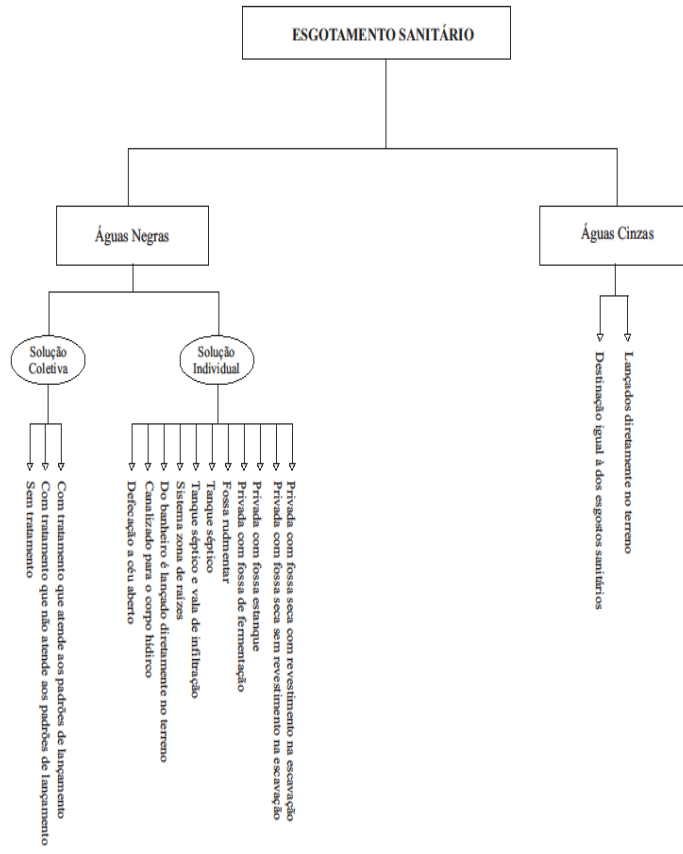 ESGOTAMENTO SANITÁRIO
Águas Negras
Águas Cinzas
Solução
Coletiva
Solução
Individual
Sem tratamento
Com tratamento que não atende aos padrões de lançamento
Com tratamento que atende aos padrões de lançamento
Defecação a céu aberto
Canalizado para o corpo hídirco
Do banheiro é lançado diretamente no terreno
Sistema zona de raízes
Tanque séptico e vala de infiltração
Tanque séptico
Fossa rudmentar
Privada com fossa de fermentação
Privada com fossa estanque
Privada com fossa seca sem revestimento na escavação
Privada com fossa seca com revestimento na escavação
Destinação igual à dos esgostos sanitários
Lançados diretamente no terreno